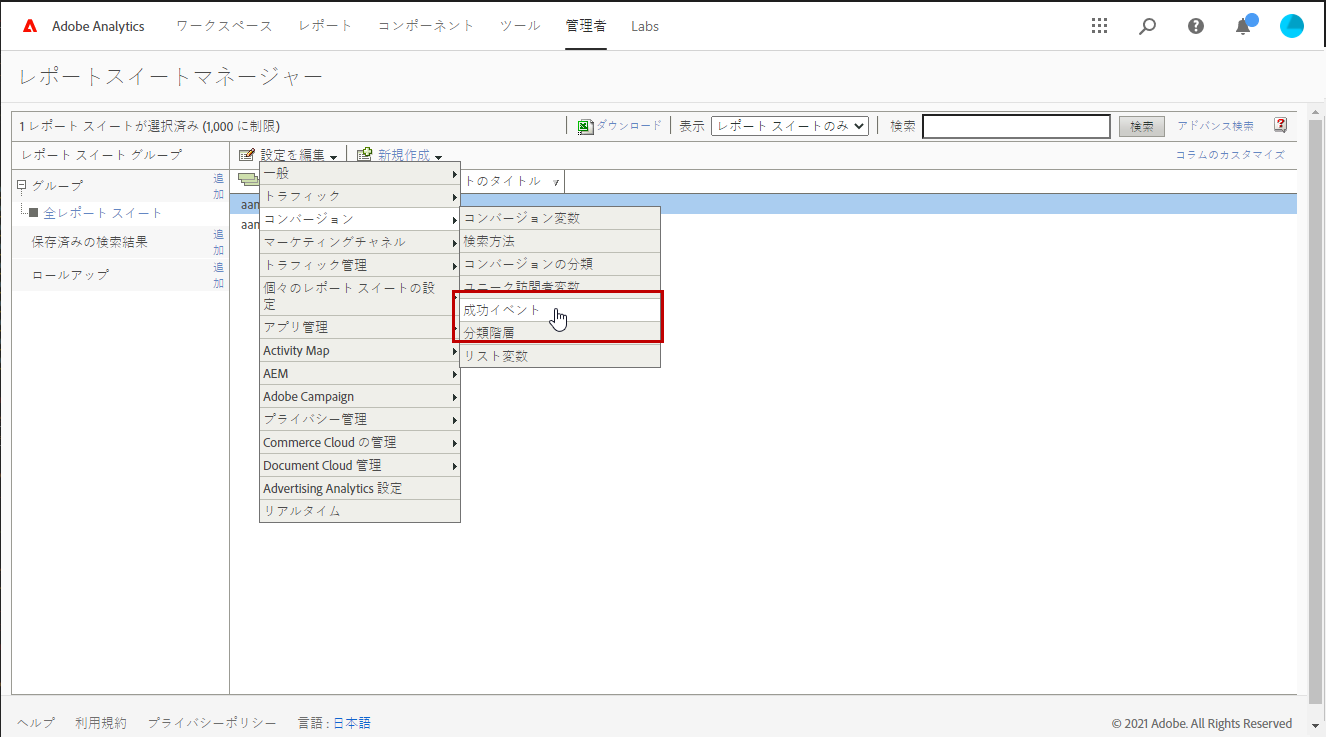 Adobe Analytics ワークスペース レポート コンポーネント ツール 管理者 Labs
レポートスイートマネージャー
1 レポート スイートが選択済み (1,000 に制限) ダウンロード 表示 レポート スイートのみ 検索 検索 アドバンス検索
レポート スイート グループ 設定を編集 新規作成 コラムのカスタマイズ
グループ 追加
全レポート スイート
保存済みの検索結果 追加
ロールアップ 追加
トのタイトル
aan
aan
一般
トラフィック
コンバージョン
マーケティングチャネル
トラフィック管理
個々のレポート スイートの設
定
アプリ管理
Activity Map
AEM
Adobe Campaign
プライバシー管理
Commerce Cloud の管理
Document Cloud 管理
Advertising Analytics 設定
リアルタイム
コンバージョン変数
検索方法
コンバージョンの分類
ユニーク訪問者変数
成功イベント
分類階層
リスト変数
ヘルプ 利用規約 プライバシーポリシー 言語 : 日本語 © 2021 Adobe. All Rights Reserved